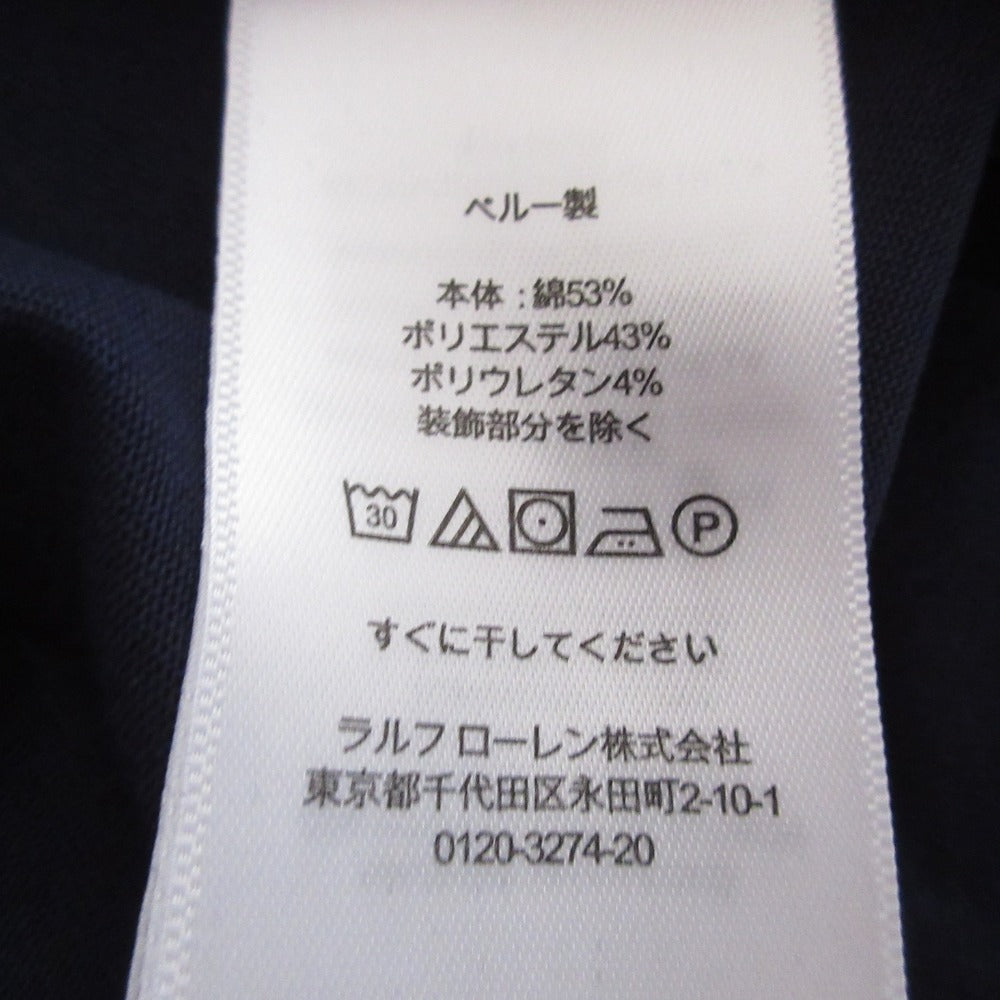 ペルー製
本体 : 綿53%
ポリエステル43%
ポリウレタン4%
装飾部分を除く
30 P
すぐに干してください
ラルフ ローレン株式会社
東京都千代田区永田町2-10-1
0120-3274-20